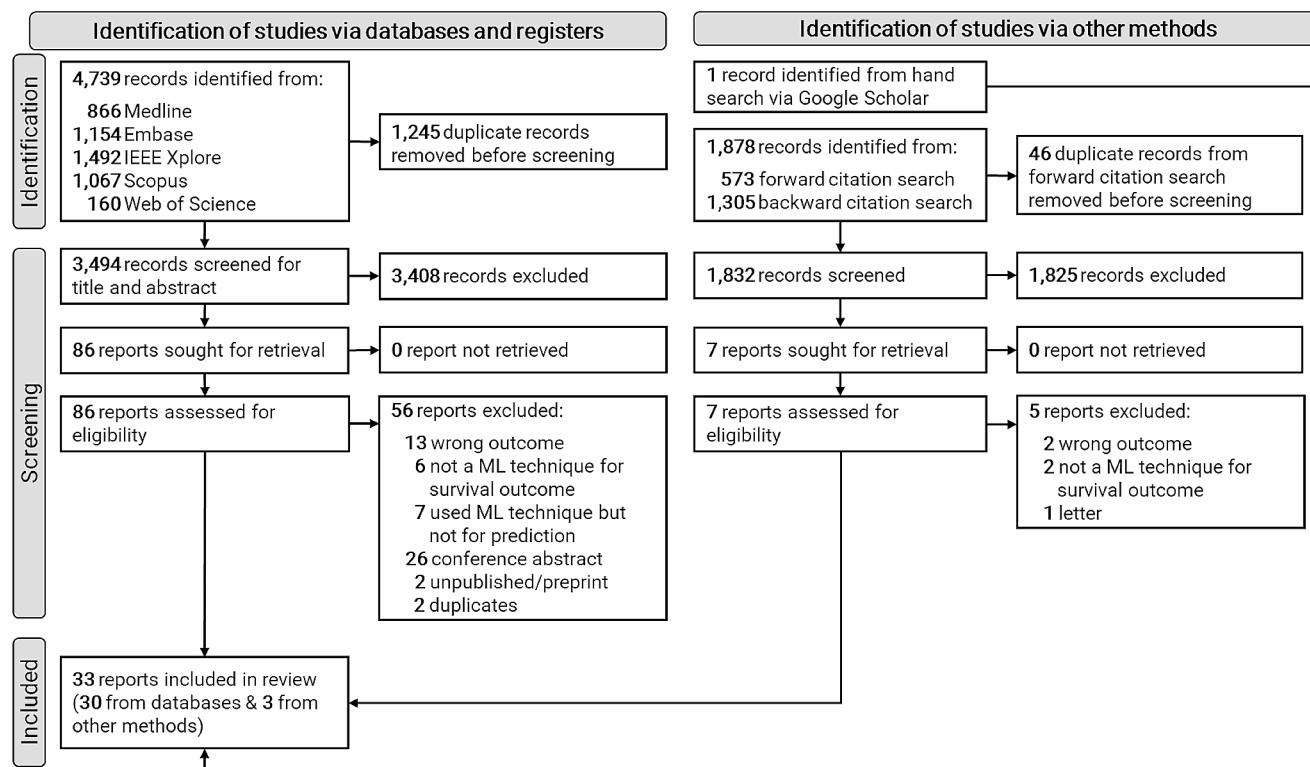 Identification of studies via databases and registers
Identification of studies via other methods
Identification
4,739 records identified from:
866 Medline
1,154 Embase
1,492 IEEE Xplore
1,067 Scopus
160 Web of Science
1,245 duplicate records
removed before screening
1 record identified from hand
search via Google Scholar
1,878 records identified from:
573 forward citation search
1,305 backward citation search
46 duplicate records from
forward citation search
removed before screening
Screening
3,494 records screened for
title and abstract
3,408 records excluded
1,832 records screened
1,825 records excluded
86 reports sought for retrieval
0 report not retrieved
7 reports sought for retrieval
0 report not retrieved
86 reports assessed for
eligibility
56 reports excluded:
13 wrong outcome
6 not a ML technique for
survival outcome
7 used ML technique but
not for prediction
26 conference abstract
2 unpublished/preprint
2 duplicates
7 reports assessed for
eligibility
5 reports excluded:
2 wrong outcome
2 not a ML technique for
survival outcome
1 letter
Included
33 reports included in review
(30 from databases & 3 from
other methods)